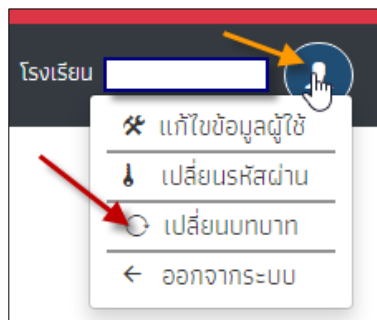 โรงเรียน
แก้ไขข้อมูลผู้ใช้
เปลี่ยนรหัสผ่าน
เปลี่ยนบทบาท
ออกจากระบบ